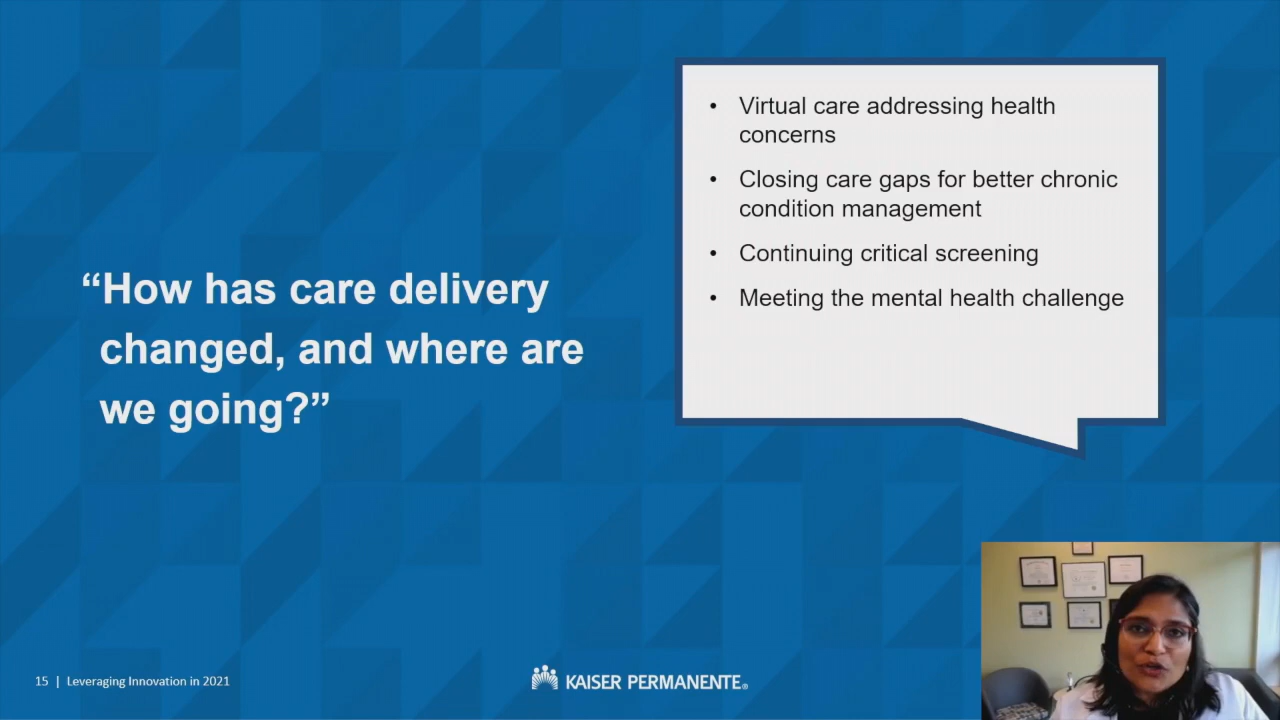 “How has care delivery
changed, and where are
we going?”
• Virtual care addressing health
concerns
• Closing care gaps for better chronic
condition management
• Continuing critical screening
• Meeting the mental health challenge
15 | Leveraging Innovation in 2021
KAISER PERMANENTE®